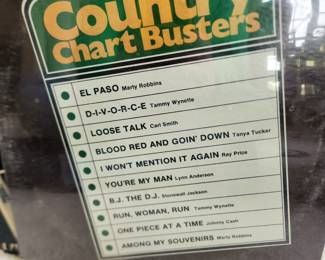 Country
Chart Busters
EL PASO Marty Robbins
D-I-V-O-R-C-E Tammy Wynette
LOOSE TALK Carl Smith
BLOOD RED AND GOIN' DOWN Tanya Tucker
I WON'T MENTION IT AGAIN Ray Price
YOU'RE MY MAN Lynn Anderson
B.J. THE D.J. Stonewall Jackson
RUN, WOMAN, RUN Tammy Wynette
ONE PIECE AT A TIME Johnny Cash
AMONG MY SOUVENIRS Marty Robbins